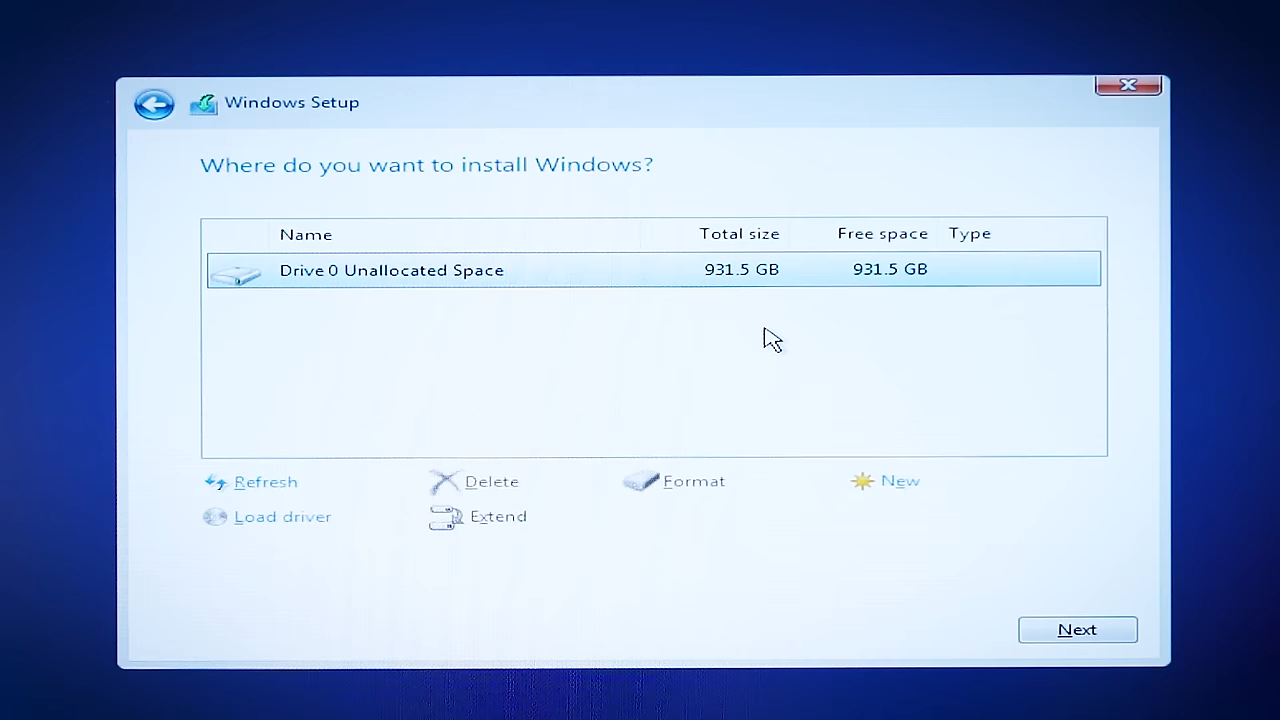 Windows Setup
Where do you want to install Windows?
Name Total size Free space Type
Drive 0 Unallocated Space 931.5 GB 931.5 GB
Refresh Delete Format New
Load driver Extend
Next